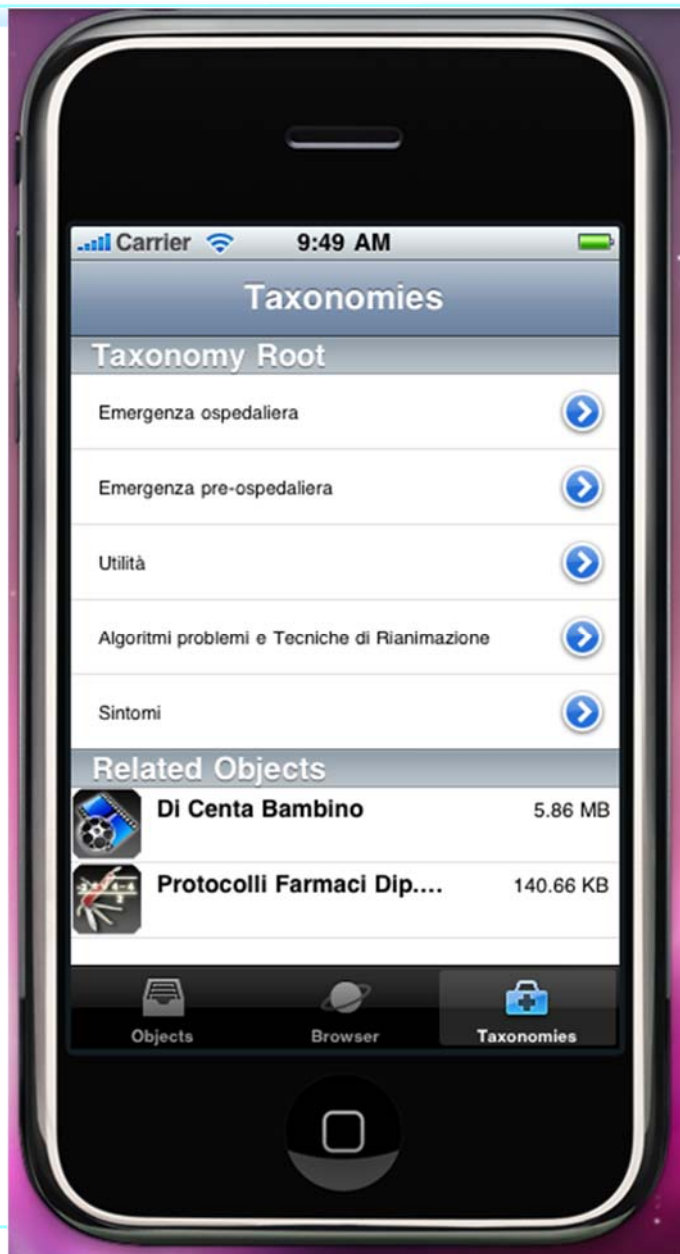 Carrier 9:49 AM
Taxonomies
Taxonomy Root
Emergenza ospedaliera
Emergenza pre-ospedaliera
Utilità
Algoritmi problemi e Tecniche di Rianimazione
Sintomi
Related Objects
Di Centa Bambino 5.86 MB
Protocolli Farmaci Dip.... 140.66 KB
Objects Browser Taxonomies